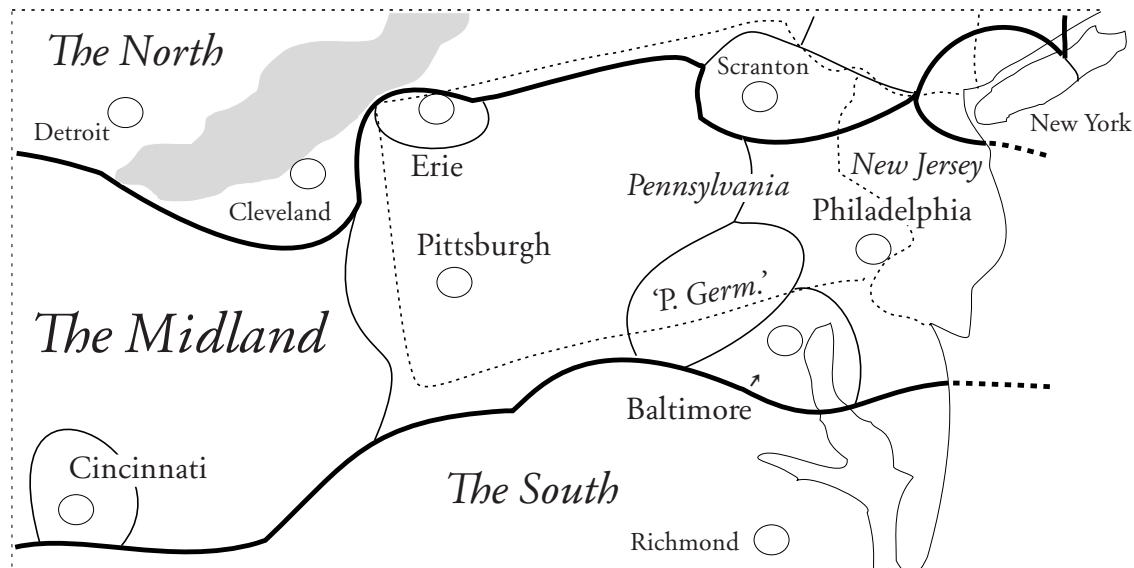 The North
Scranton
Detroit
New York
Erie
New Jersey
Pennsylvania
Cleveland
Philadelphia
Pittsburgh
‘P. Germ.’
The Midland
Baltimore
Cincinnati
The South
Richmond